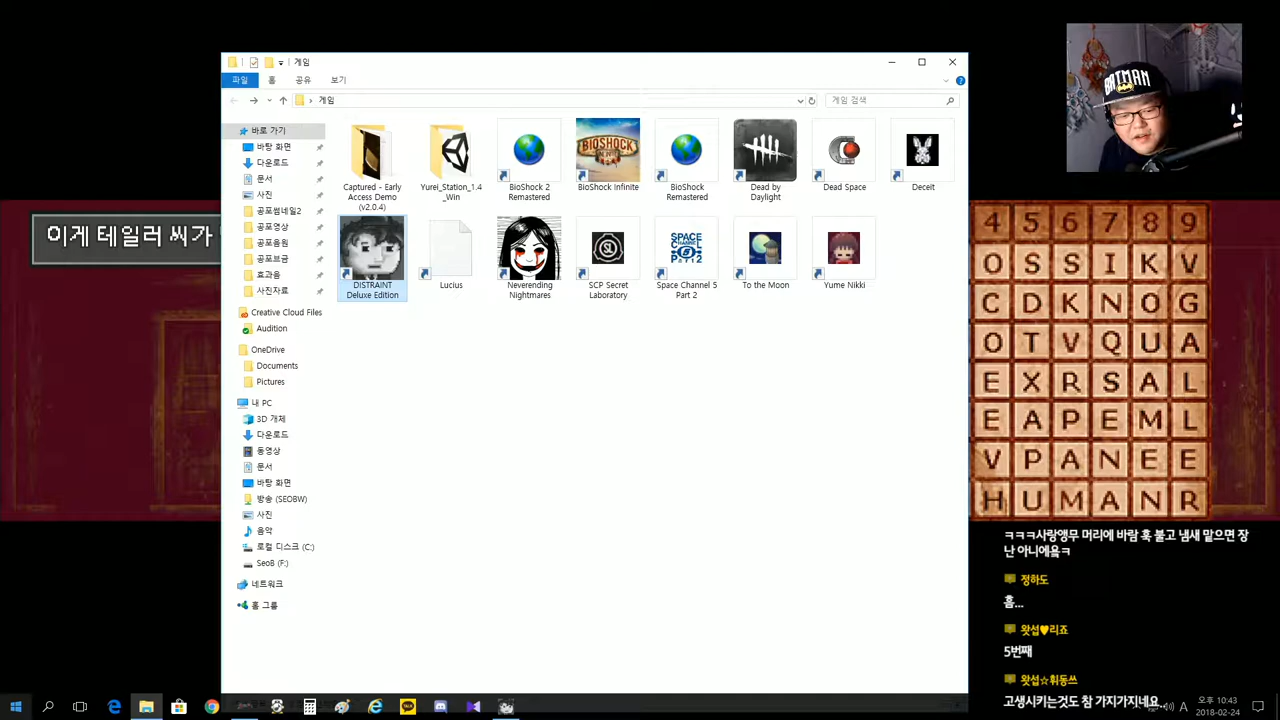 게임
파일
홈
공유
보기
게임
게임 검색
바로 가기
바탕 화면
다운로드
문서
사진
공포썸네일2
공포영상
공포음원
공포브금
효과음
사진자료
Creative Cloud Files
Audition
OneDrive
Documents
Pictures
내 PC
3D 개체
다운로드
동영상
문서
바탕 화면
방송 (SEOBW)
사진
음악
로컬 디스크 (C:)
SeoB (F:)
네트워크
홈 그룹
Captured - Early
Access Demo
(v2.0.4)
Yurei_Station_1.4
_Win
BioShock 2
Remastered
BIOSHOCK
BioShock Infinite
BioShock
Remastered
Dead by
Daylight
Dead Space
Deceit
DISTRAINT
Deluxe Edition
Lucius
Neverending
Nightmares
SCP Secret
Laboratory
Space Channel 5
Part 2
To the Moon
Yume Nikki
이게 테일러 씨가
BATMAN
4 5 6 7 8 9
O S S I K V
C D K N O G
O T V Q U A
E X R S A L
E A P E M L
V P A N E E
H U M A N R
ㅋㅋㅋ사랑앵무 머리에 바람 훅 불고 냄새 맡으면 장
난 아니에욬ㅋ
정하도
흠...
왓섭♥리죠
5번째
왓섭☆휘동쓰
고생시키는것도 참 가지가지네요..
A
오후 10:43
2018-02-24